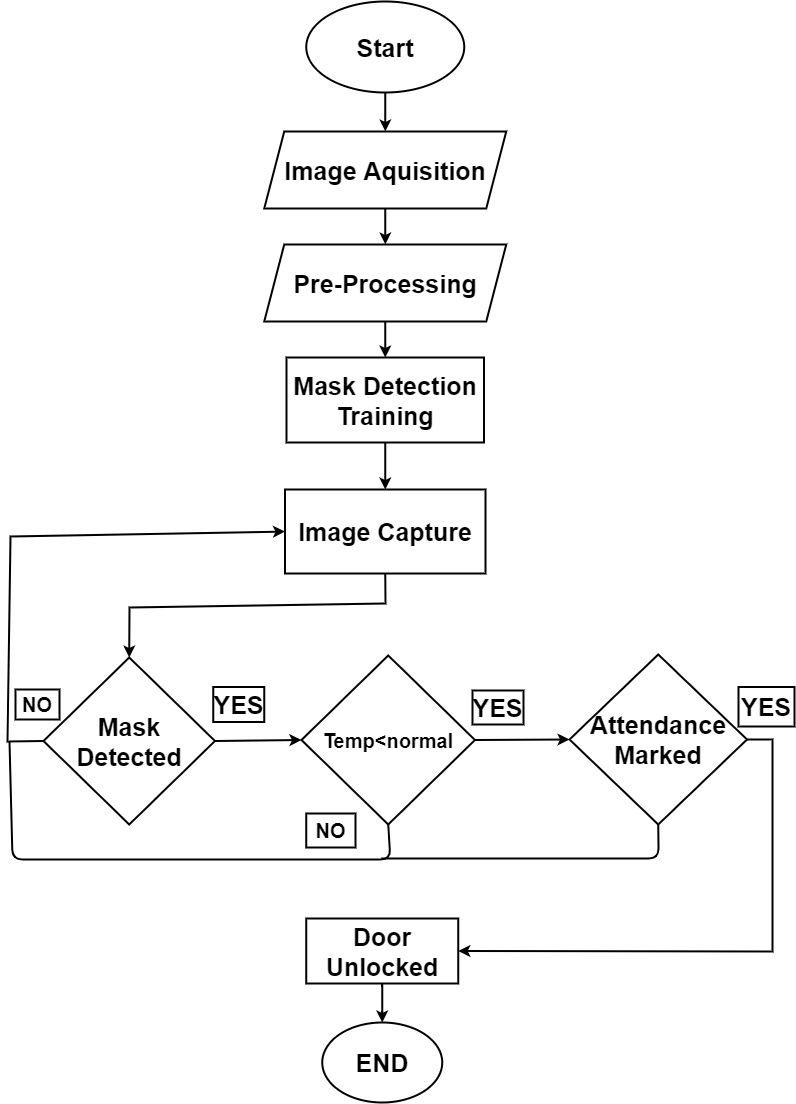 Start
Image Aquisition
Pre-Processing
Mask Detection
Training
Image Capture
NO
Mask
Detected
YES
Temp<normal
YES
Attendance
Marked
YES
NO
Door
Unlocked
END